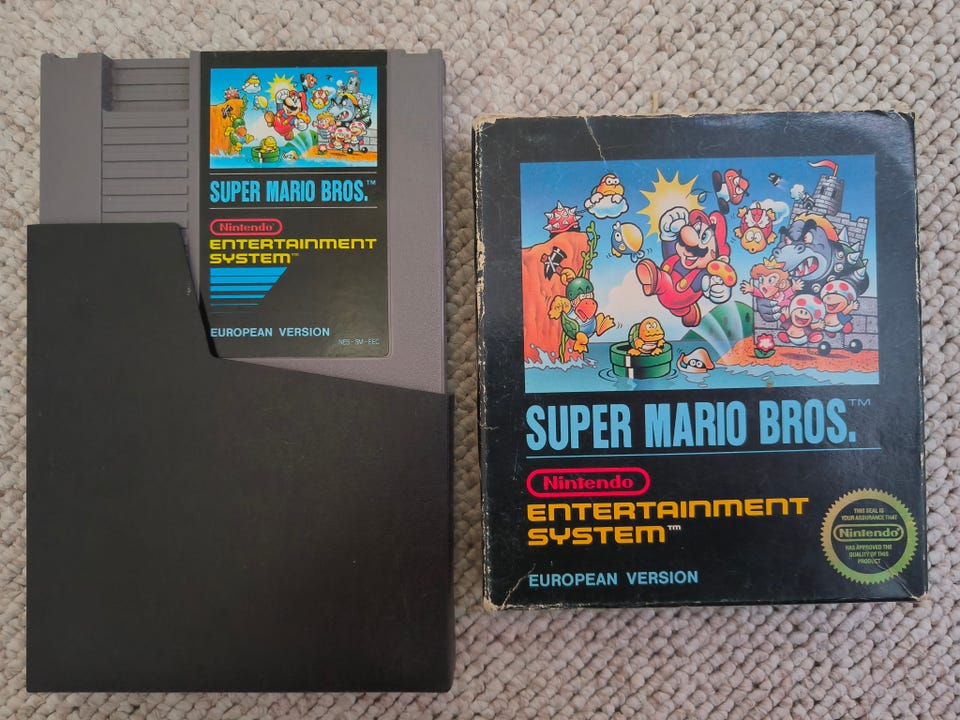 SUPER MARIO BROS.™
Nintendo®
ENTERTAINMENT
SYSTEM™
EUROPEAN VERSION
NES-SM-EEC
SUPER MARIO BROS.™
Nintendo®
ENTERTAINMENT
SYSTEM™
EUROPEAN VERSION
THIS SEAL IS
YOUR ASSURANCE THAT
Nintendo®
HAS APPROVED THE
QUALITY OF THIS
PRODUCT